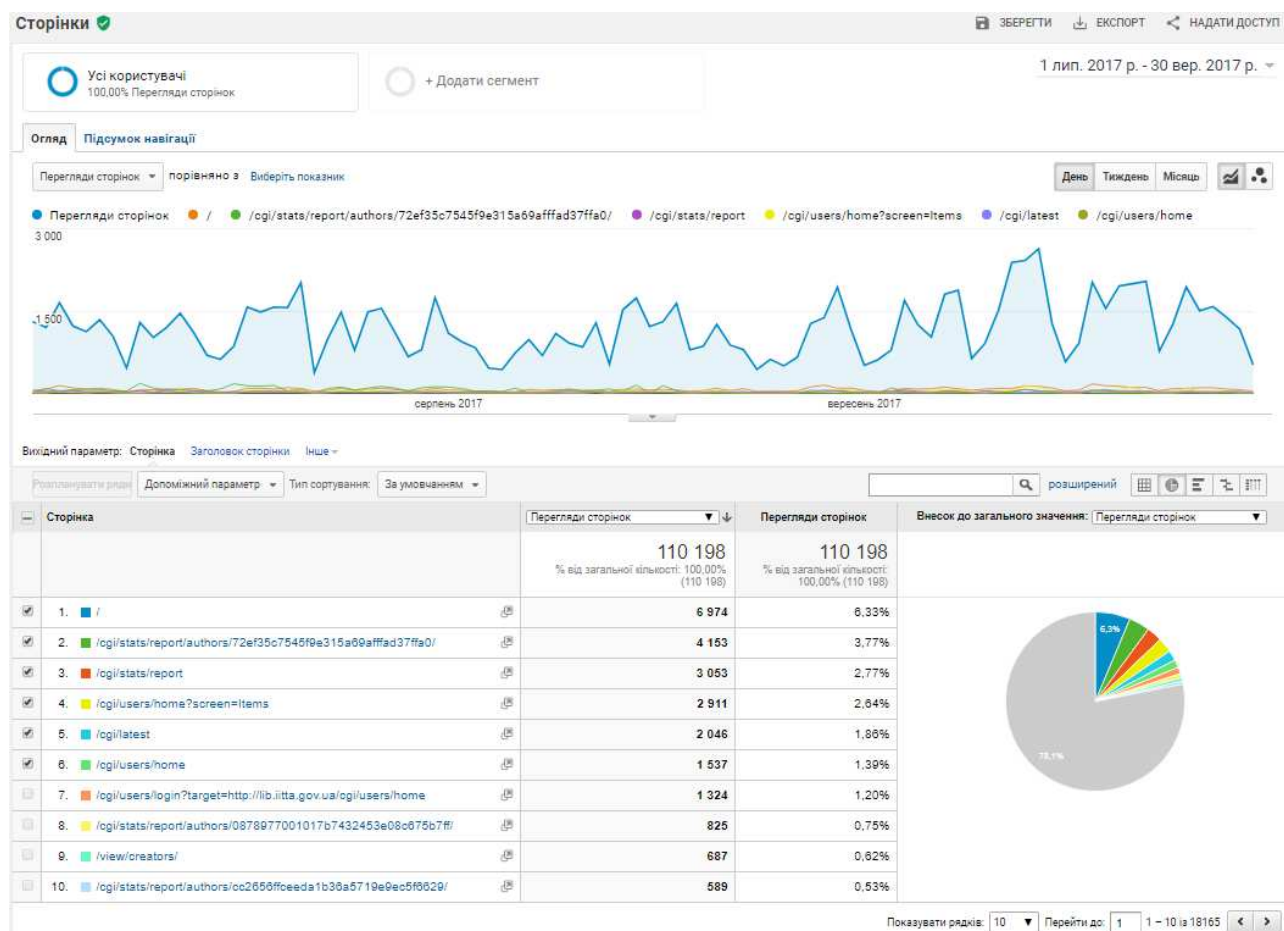 Сторінки
ЗБЕРЕГТИ ЕКСПОРТ НАДАТИ ДОСТУП
Усі користувачі
100,00% Перегляди сторінок
+ Додати сегмент
1 лип. 2017 р. - 30 вер. 2017 р.
Огляд Підсумок навігації
Перегляди сторінок порівняно з Виберіть показник
День Тиждень Місяць
Перегляди сторінок / /cgi/stats/report/authors/72ef35c7545f9e315a69afffad37ffa0/ /cgi/stats/report /cgi/users/home?screen=Items /cgi/latest /cgi/users/home
3 000
1 500
серпень 2017 вересень 2017
Вихідний параметр: Сторінка Заголовок сторінки Інше
Розпланувати ряди Допоміжний параметр Тип сортування: За умовчанням розширений
Сторінка Перегляди сторінок Перегляди сторінок Внесок до загального значення: Перегляди сторінок
110 198 110 198
% від загальної кількості: 100,00% (110 198) % від загальної кількості: 100,00% (110 198)
1. / 6 974 6,33%
2. /cgi/stats/report/authors/72ef35c7545f9e315a69afffad37ffa0/ 4 153 3,77%
3. /cgi/stats/report 3 053 2,77%
4. /cgi/users/home?screen=Items 2 911 2,64%
5. /cgi/latest 2 046 1,86%
6. /cgi/users/home 1 537 1,39%
7. /cgi/users/login?target=http://lib.iitta.gov.ua/cgi/users/home 1 324 1,20%
8. /cgi/stats/report/authors/0878977001017b7432453e08c675b7ff/ 825 0,75%
9. /view/creators/ 687 0,62%
10. /cgi/stats/report/authors/cc2656ffceeda1b36a5719e9ec5f6629/ 589 0,53%
6,3%
78,1%
Показувати рядків: 10 Перейти до: 1 1 – 10 із 18165